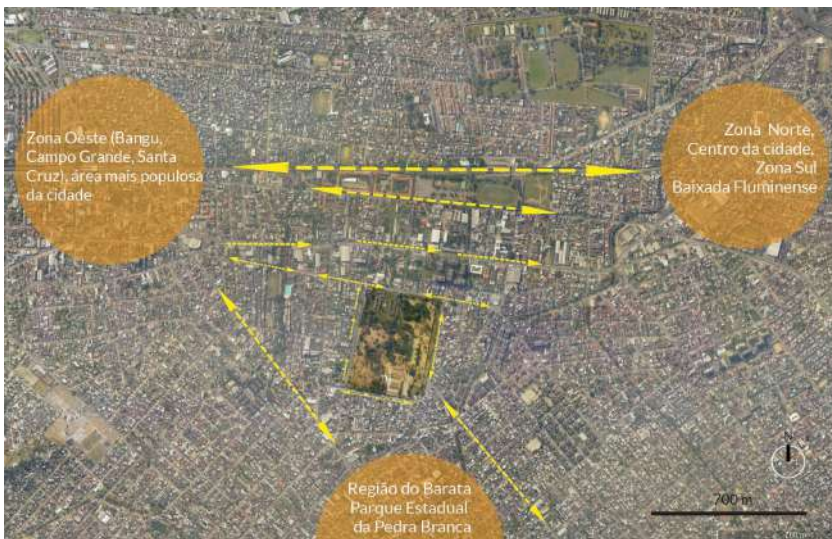 Zona Oeste (Bangu,
Campo Grande, Santa
Cruz), área mais populosa
da cidade
Zona Norte,
Centro da cidade,
Zona Sul
Baixada Fluminense
Região do Barata
Parque Estadual
da Pedra Branca
700 m